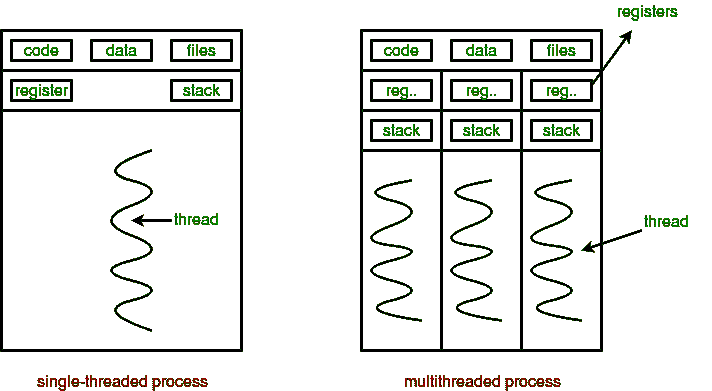 registers
code data files
register stack
thread
single-threaded process
code data files
reg.. reg.. reg..
stack stack stack
thread
multithreaded process